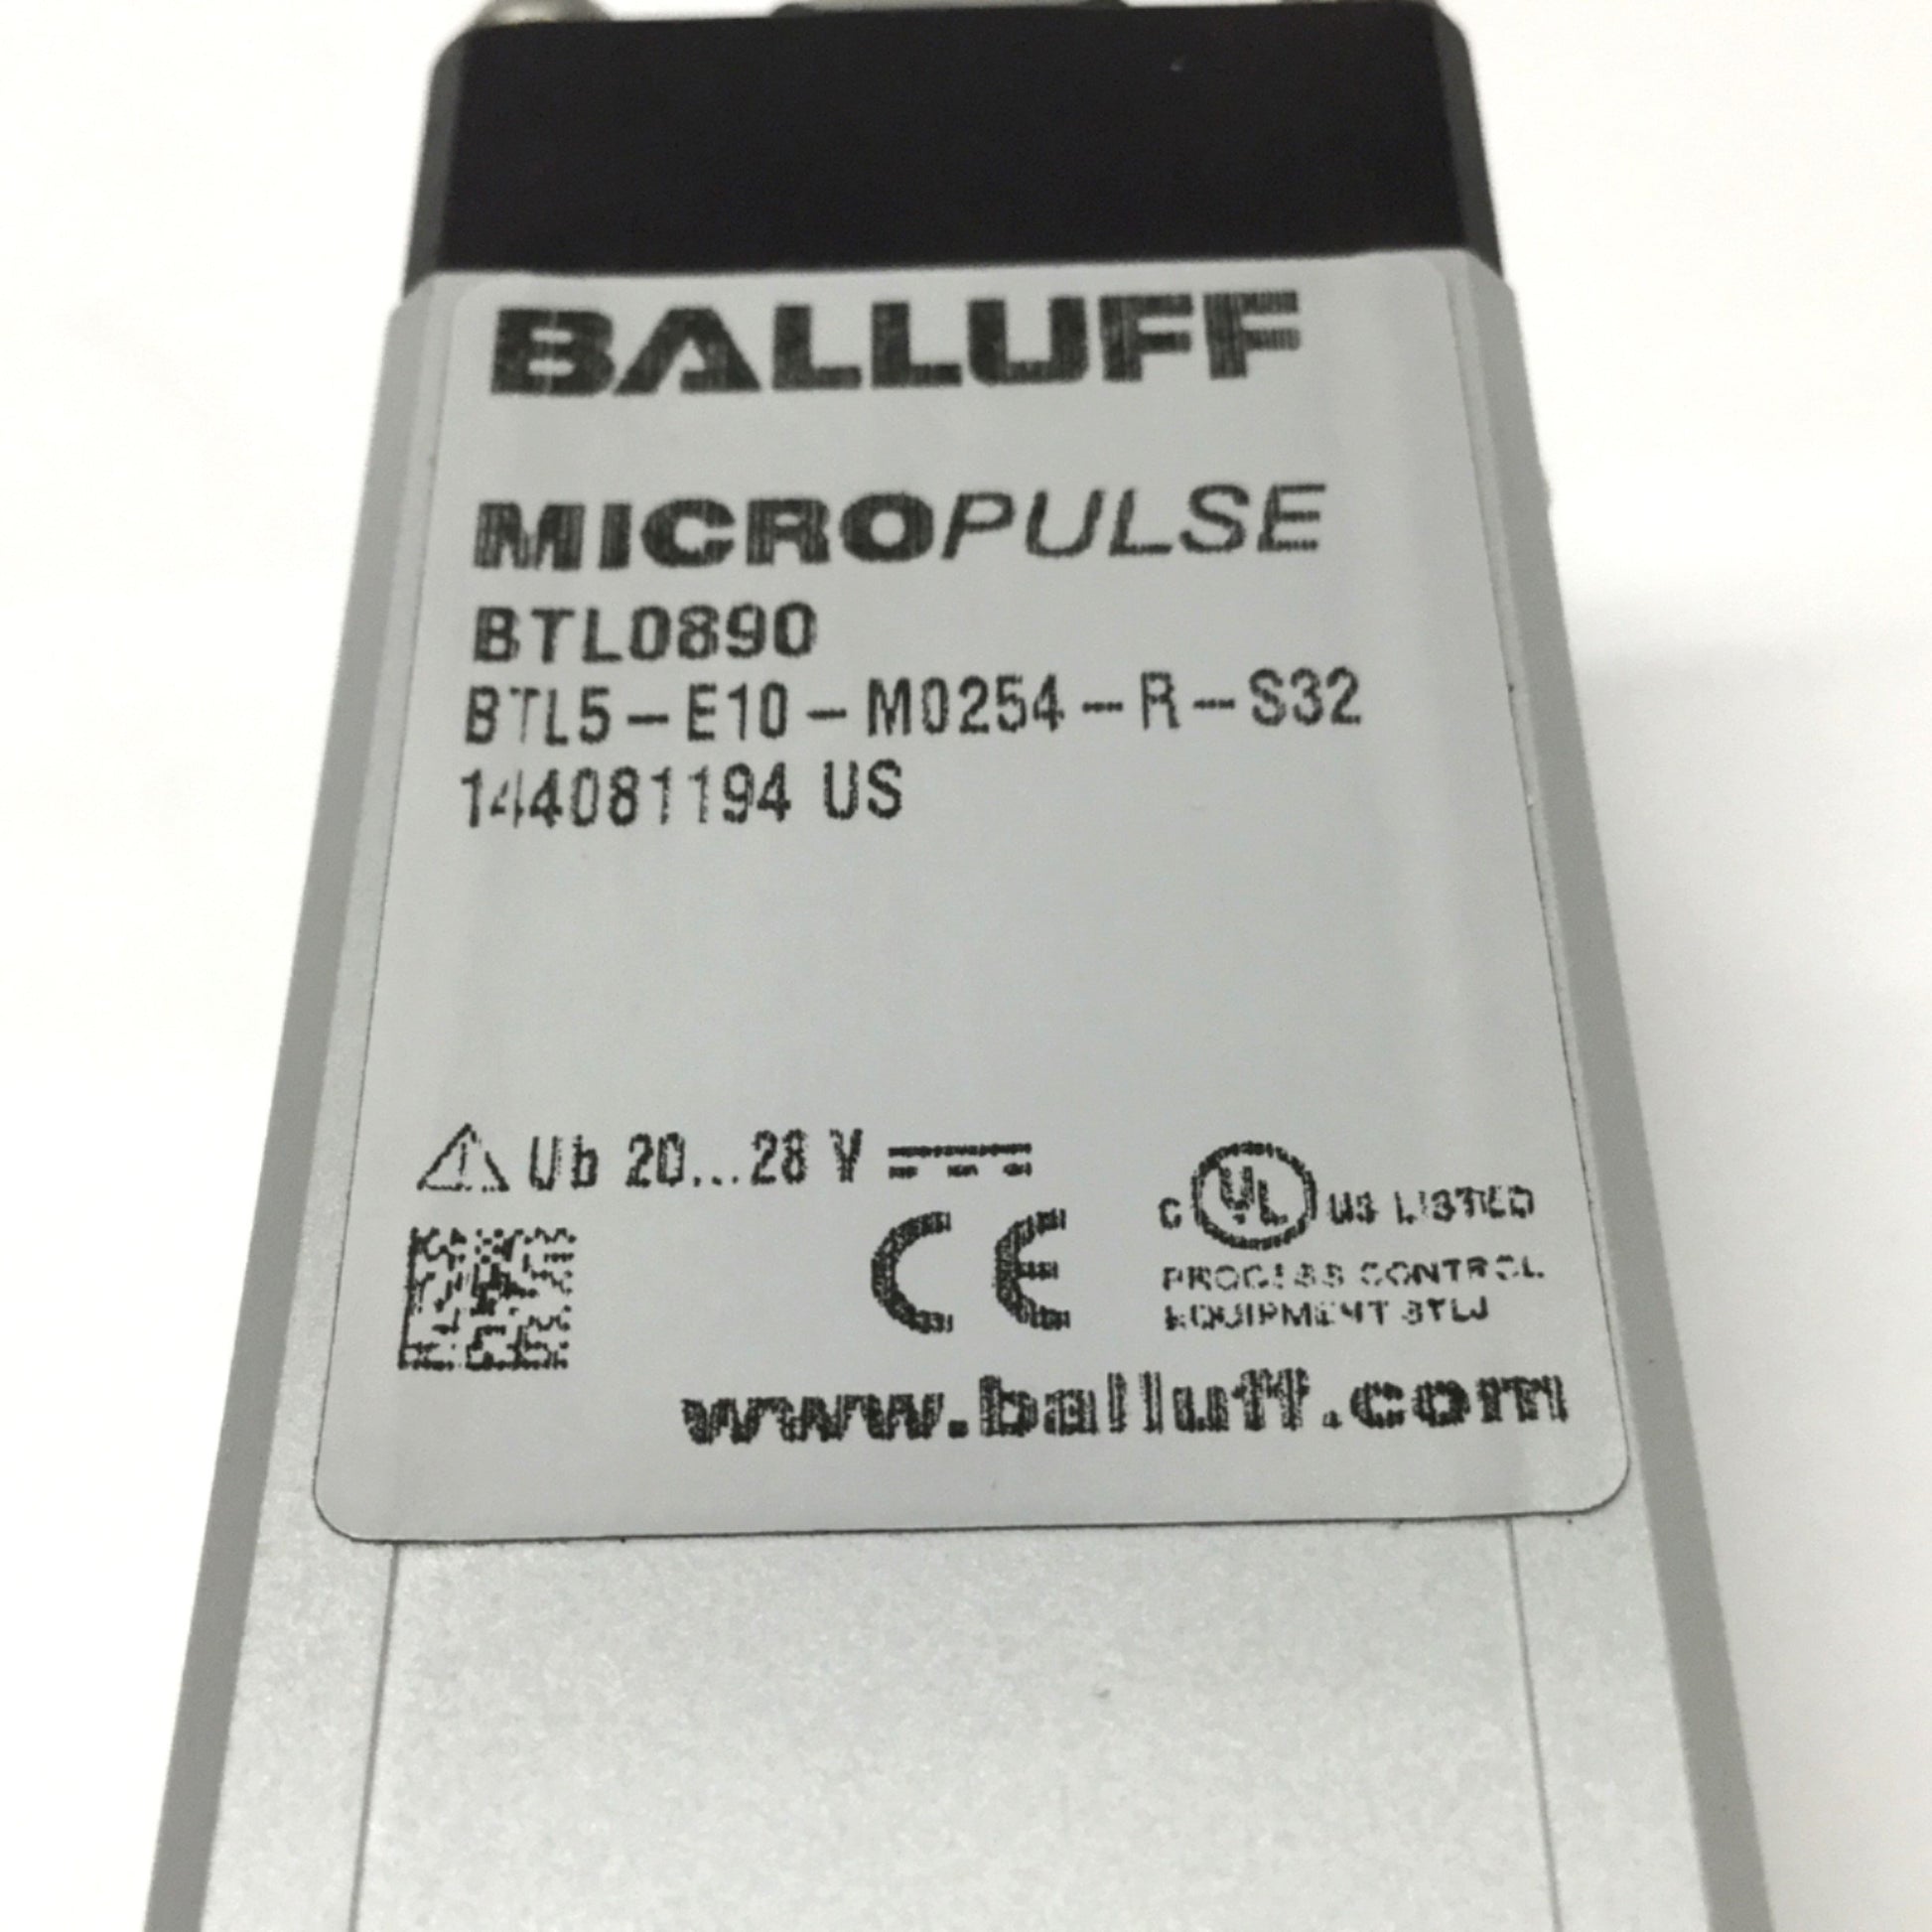 BALLUFF
MICROPULSE
BTL0890
BTL5-E10-M0254-R-S32
144081194 US
Ub 20...28 V
CE
c UL US LISTED
PROCESS CONTROL
EQUIPMENT 3TLJ
www.balluff.com